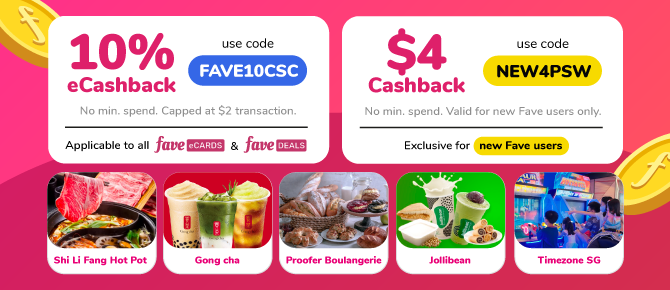 10%
eCashback
use code
FAVE10CSC
No min. spend. Capped at $2 transaction.
Applicable to all fave eCARDS & fave DEALS
$4
Cashback
use code
NEW4PSW
No min. spend. Valid for new Fave users only.
Exclusive for new Fave users
Shi Li Fang Hot Pot
Gong cha
Proofer Boulangerie
Jollibean
Timezone SG